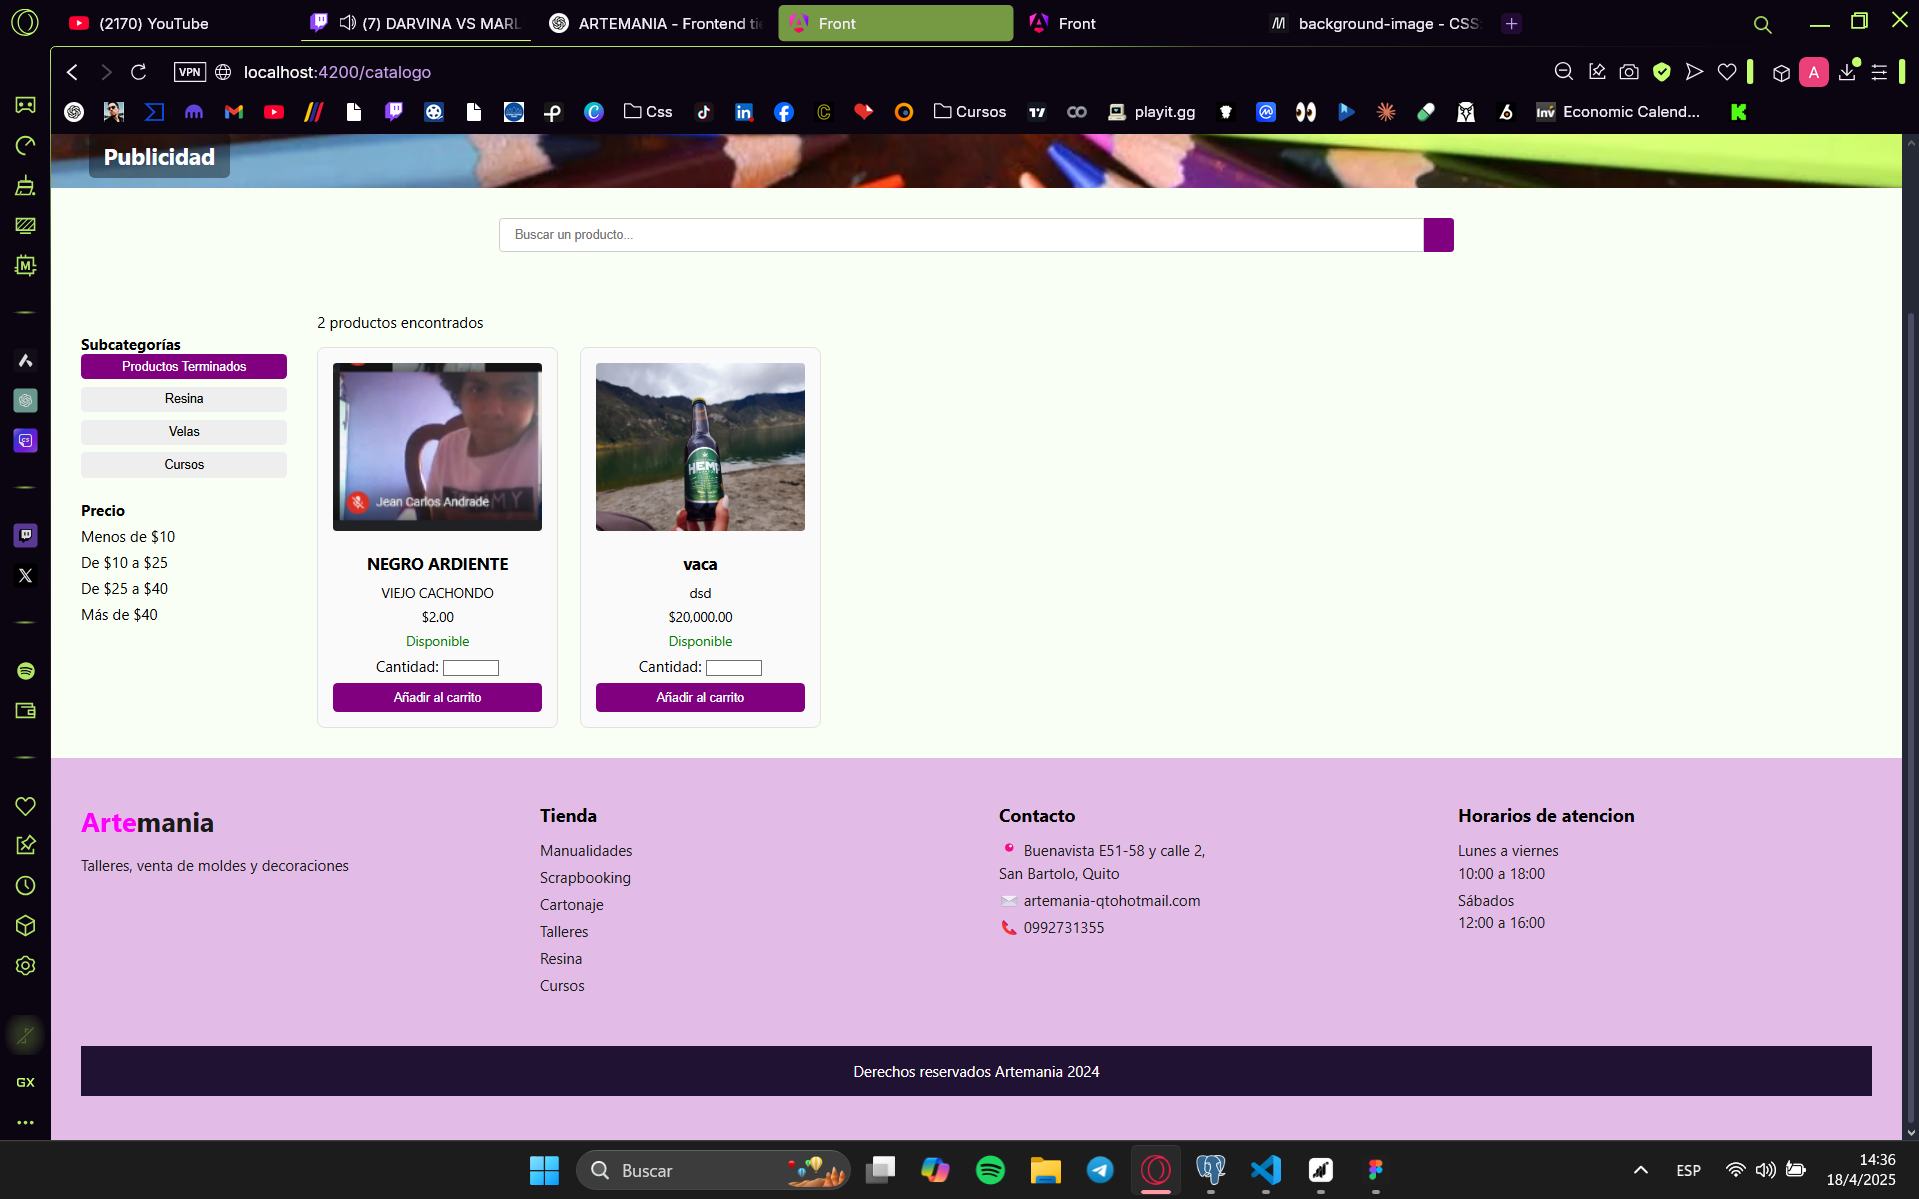 (2170) YouTube
(7) DARVINA VS MARL
ARTEMANIA - Frontend tie
Front
Front
background-image - CSS:
VPN
localhost:4200/catalogo
A
Css
Cursos
playit.gg
Inv
Economic Calend...
Publicidad
Buscar un producto...
2 productos encontrados
Subcategorías
Productos Terminados
Resina
Velas
Cursos
Precio
Menos de $10
De $10 a $25
De $25 a $40
Más de $40
Jean Carlos Andrade
MY
NEGRO ARDIENTE
VIEJO CACHONDO
$2.00
Disponible
Cantidad:
Añadir al carrito
HEMP
vaca
dsd
$20,000.00
Disponible
Cantidad:
Añadir al carrito
Artemania
Talleres, venta de moldes y decoraciones
Tienda
Manualidades
Scrapbooking
Cartonaje
Talleres
Resina
Cursos
Contacto
Buenavista E51-58 y calle 2,
San Bartolo, Quito
artemania-qtohotmail.com
0992731355
Horarios de atencion
Lunes a viernes
10:00 a 18:00
Sábados
12:00 a 16:00
Derechos reservados Artemania 2024
GX
Buscar
ESP
14:36
18/4/2025